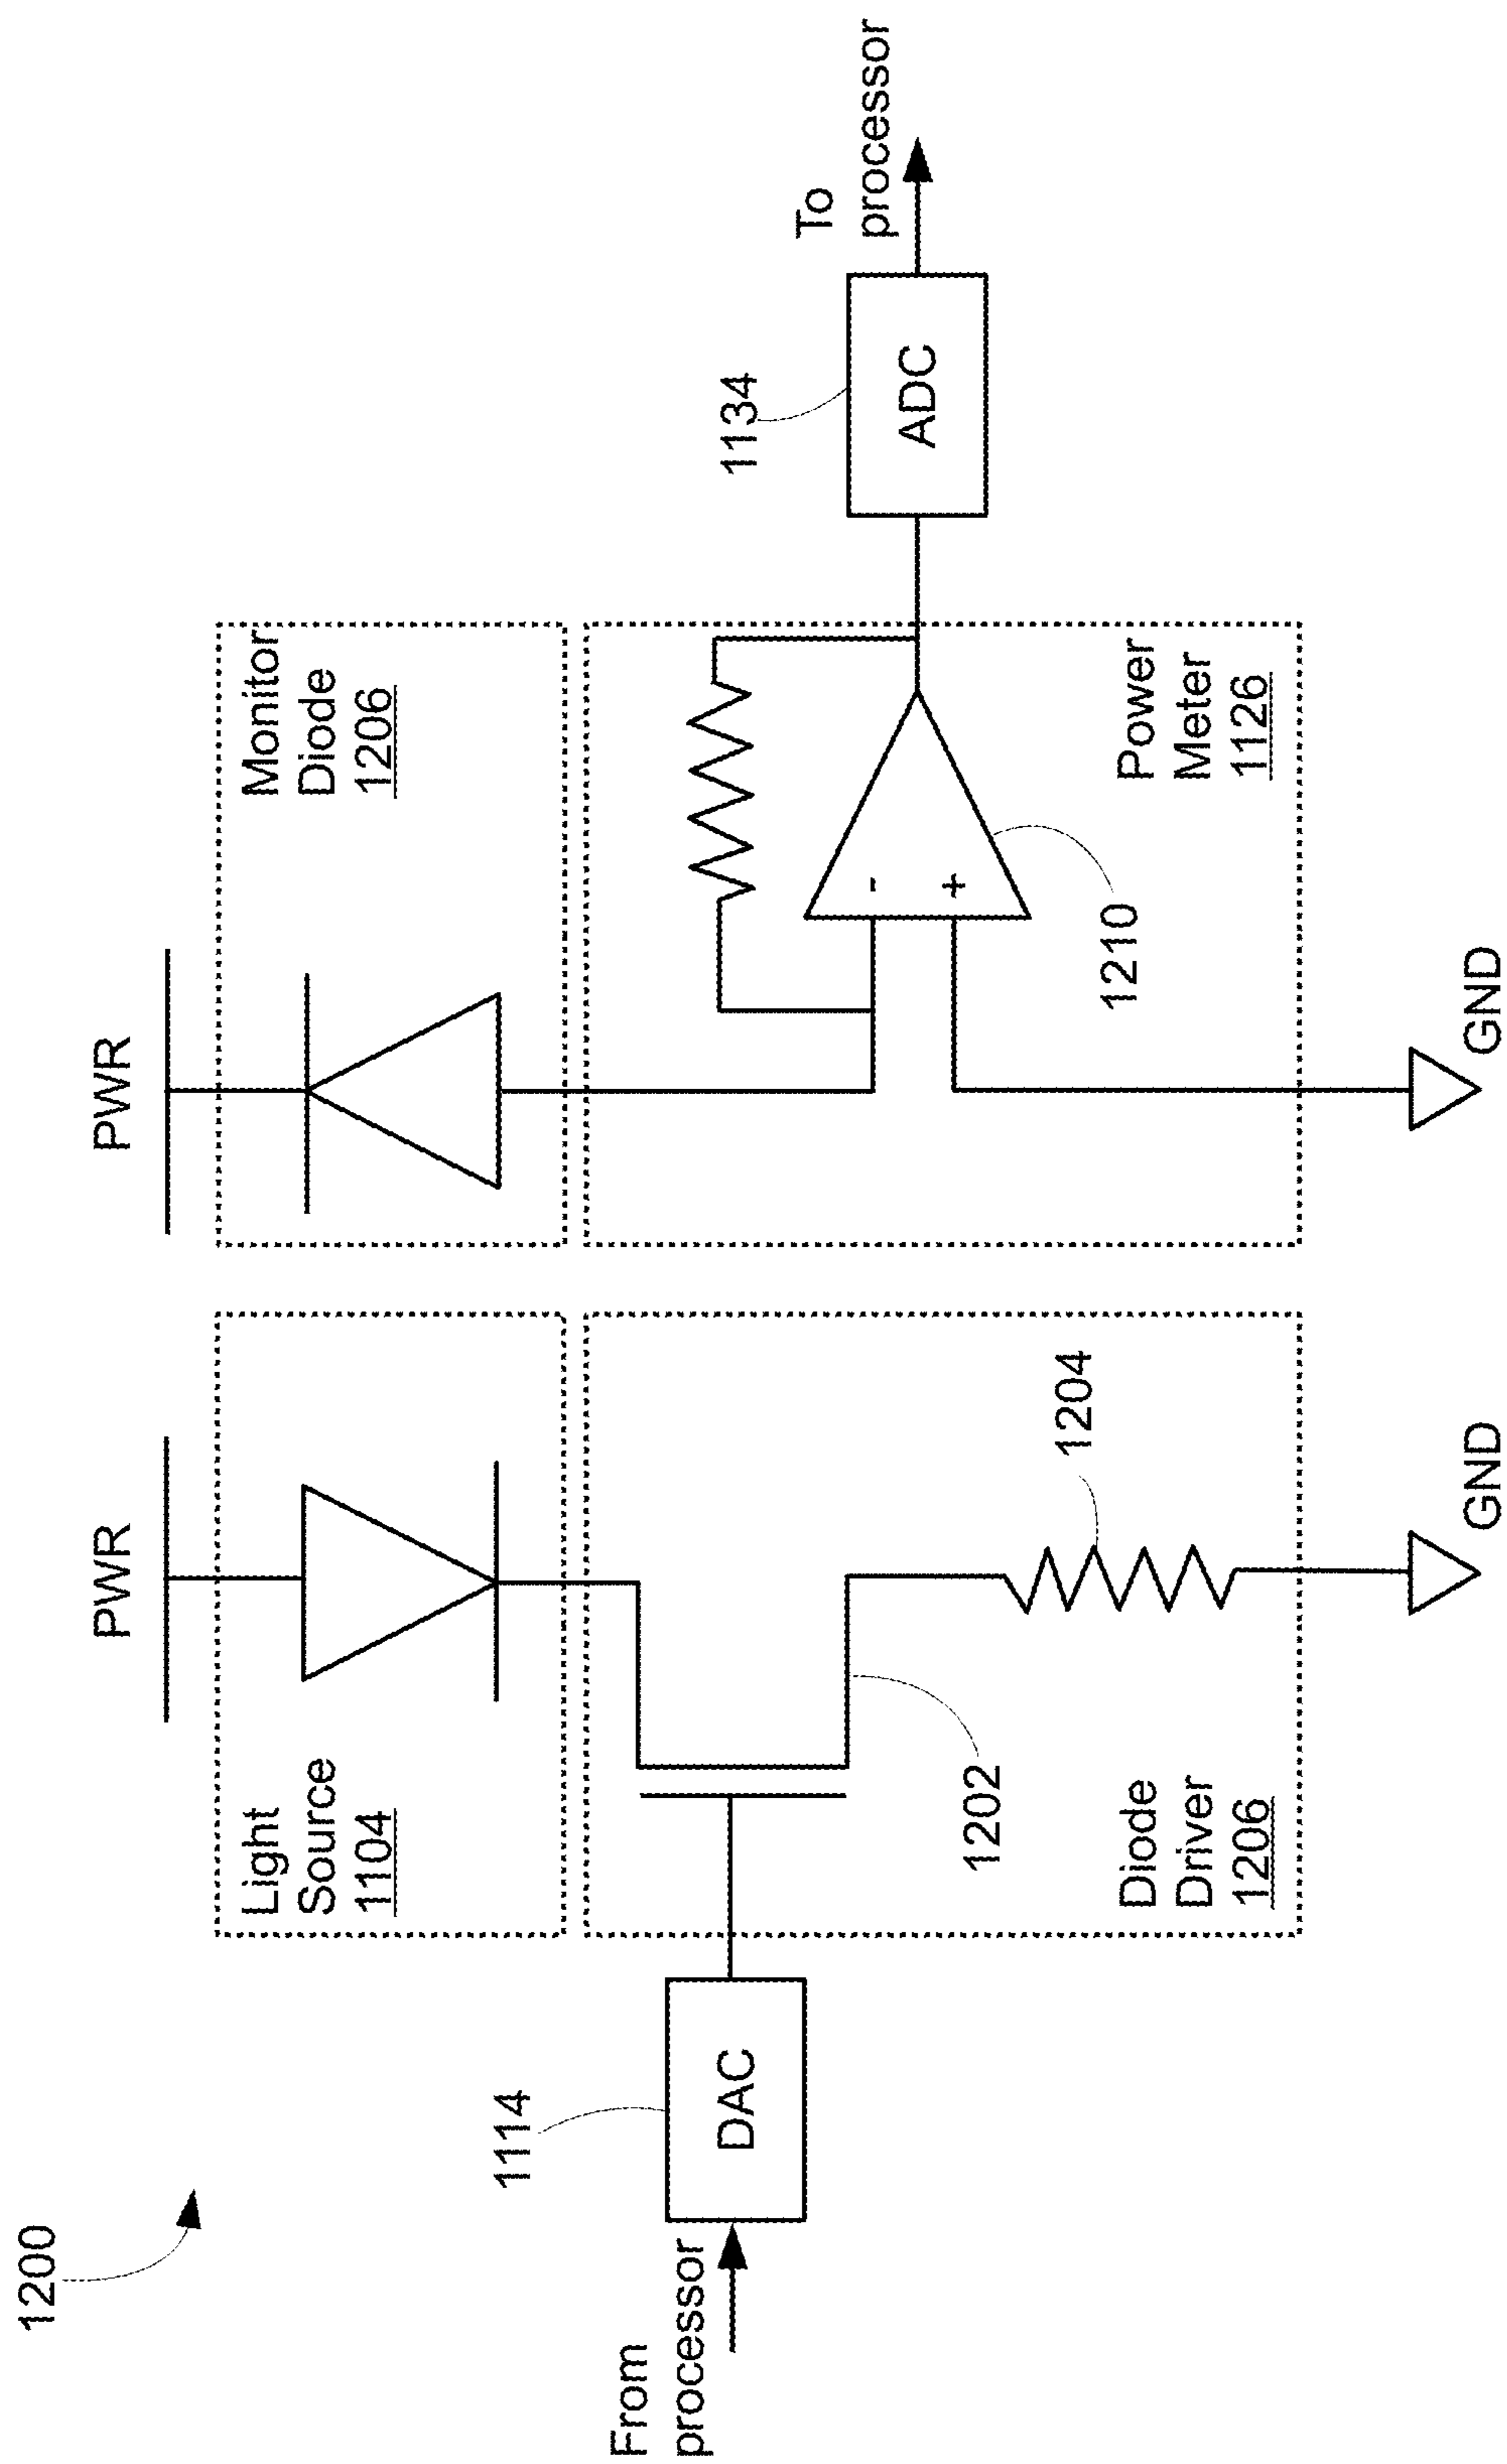 1200
From
processor
1114
DAC
PWR
Light
Source
1104
1202
1204
Diode
Driver
1206
GND
PWR
Monitor
Diode
1206
-
+
1210
Power
Meter
1126
GND
1134
ADC
To
processor